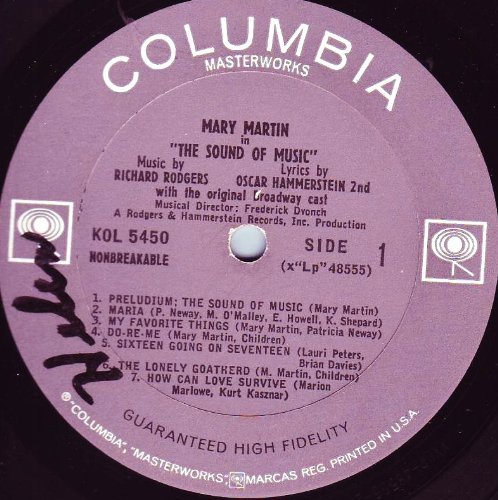 COLUMBIA
MASTERWORKS
MARY MARTIN
in
"THE SOUND OF MUSIC"
Music by Lyrics by
RICHARD RODGERS OSCAR HAMMERSTEIN 2nd
with the original Broadway cast
Musical Director: Frederick Dvonch
A Rodgers & Hammerstein Records, Inc. Production
KOL 5450 SIDE 1
NONBREAKABLE (x"Lp" 48555)
1. PRELUDIUM; THE SOUND OF MUSIC (Mary Martin)
2. MARIA (P. Neway, M. O'Malley, E. Howell, K. Shepard)
3. MY FAVORITE THINGS (Mary Martin, Patricia Neway)
4. DO-RE-ME (Mary Martin, Children)
5. SIXTEEN GOING ON SEVENTEEN (Lauri Peters,
Brian Davies)
6. THE LONELY GOATHERD (M. Martin, Children)
7. HOW CAN LOVE SURVIVE (Marion
Marlowe, Kurt Kasznar)
GUARANTEED HIGH FIDELITY
℗ "COLUMBIA", "MASTERWORKS", MARCAS REG. PRINTED IN U.S.A.
Helen